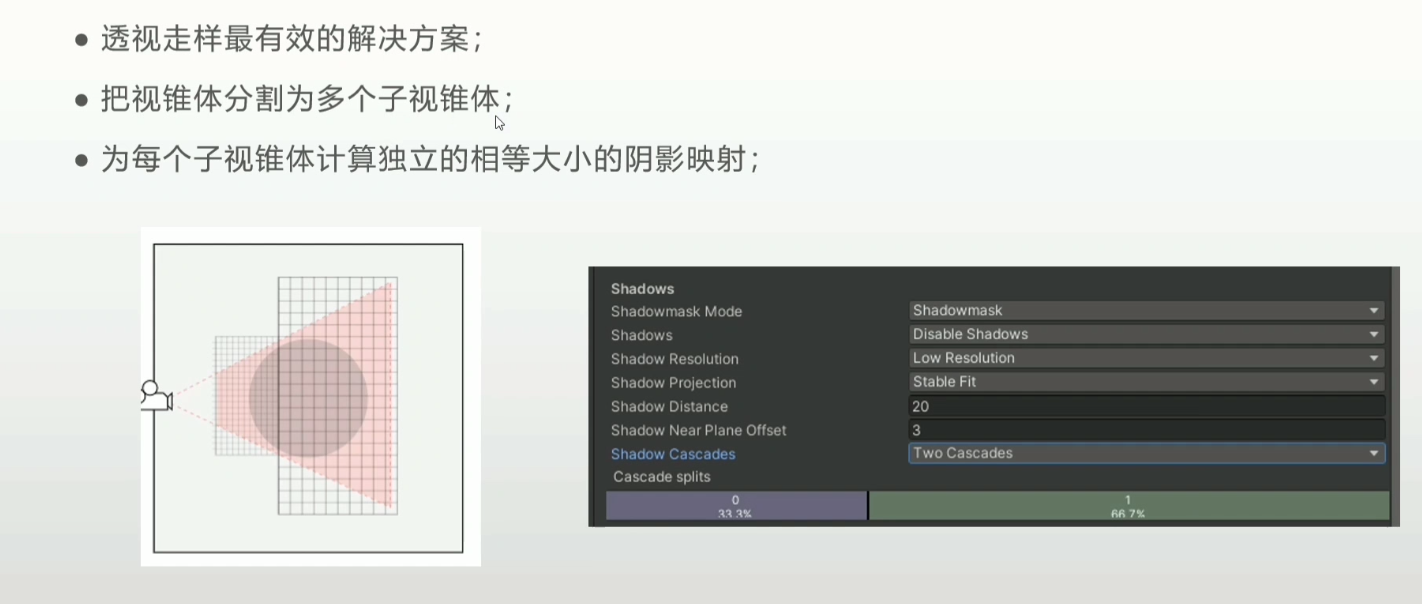 ● 透视走样最有效的解决方案；
● 把视锥体分割为多个子视锥体；
● 为每个子视锥体计算独立的相等大小的阴影映射；
Shadows
Shadowmask Mode Shadowmask
Shadows Disable Shadows
Shadow Resolution Low Resolution
Shadow Projection Stable Fit
Shadow Distance 20
Shadow Near Plane Offset 3
Shadow Cascades Two Cascades
Cascade splits
0 1
33.3% 66.7%